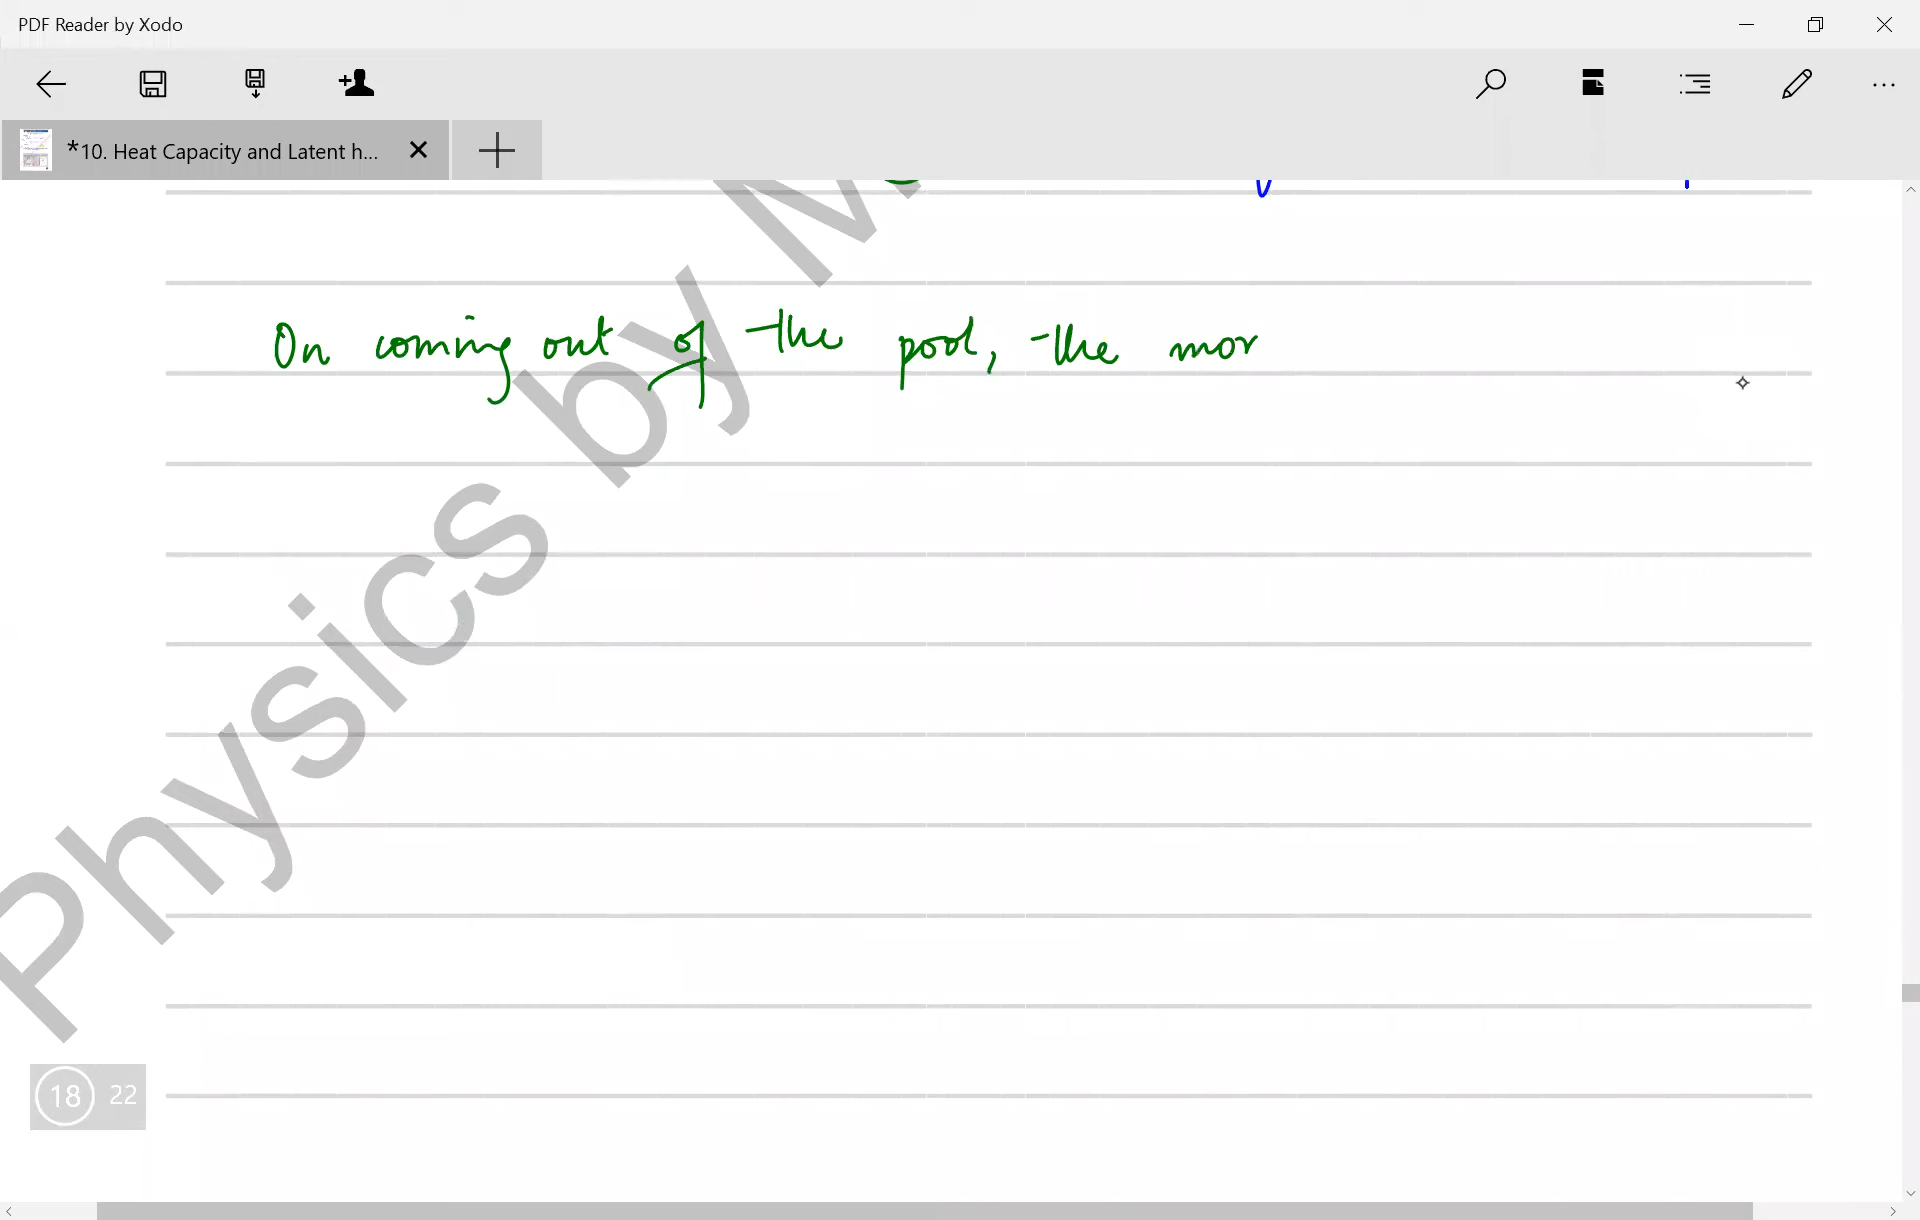 PDF Reader by Xodo
*10. Heat Capacity and Latent h...
On coming out of the pool, the mor
Physics by M
18 22